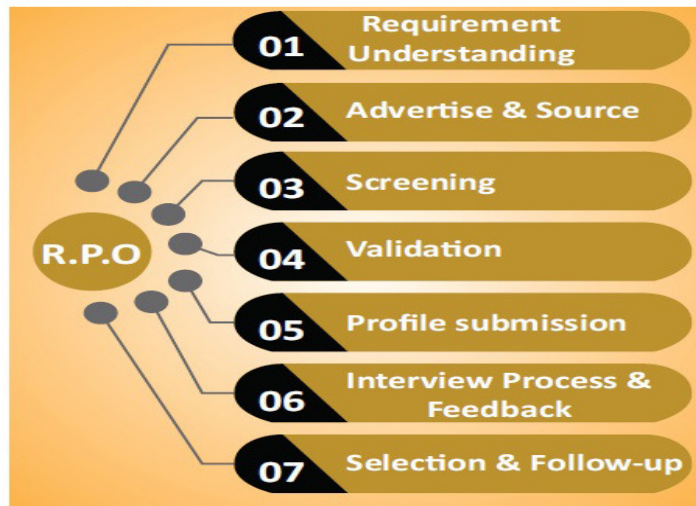 01
Requirement
Understanding
02
Advertise & Source
03
Screening
R.P.O
04
Validation
05
Profile submission
06
Interview Process &
Feedback
07
Selection & Follow-up